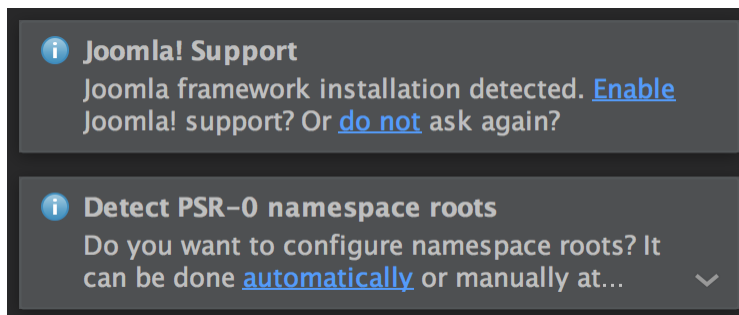 Joomla! Support
Joomla framework installation detected. Enable
Joomla! support? Or do not ask again?
Detect PSR-0 namespace roots
Do you want to configure namespace roots? It
can be done automatically or manually at...